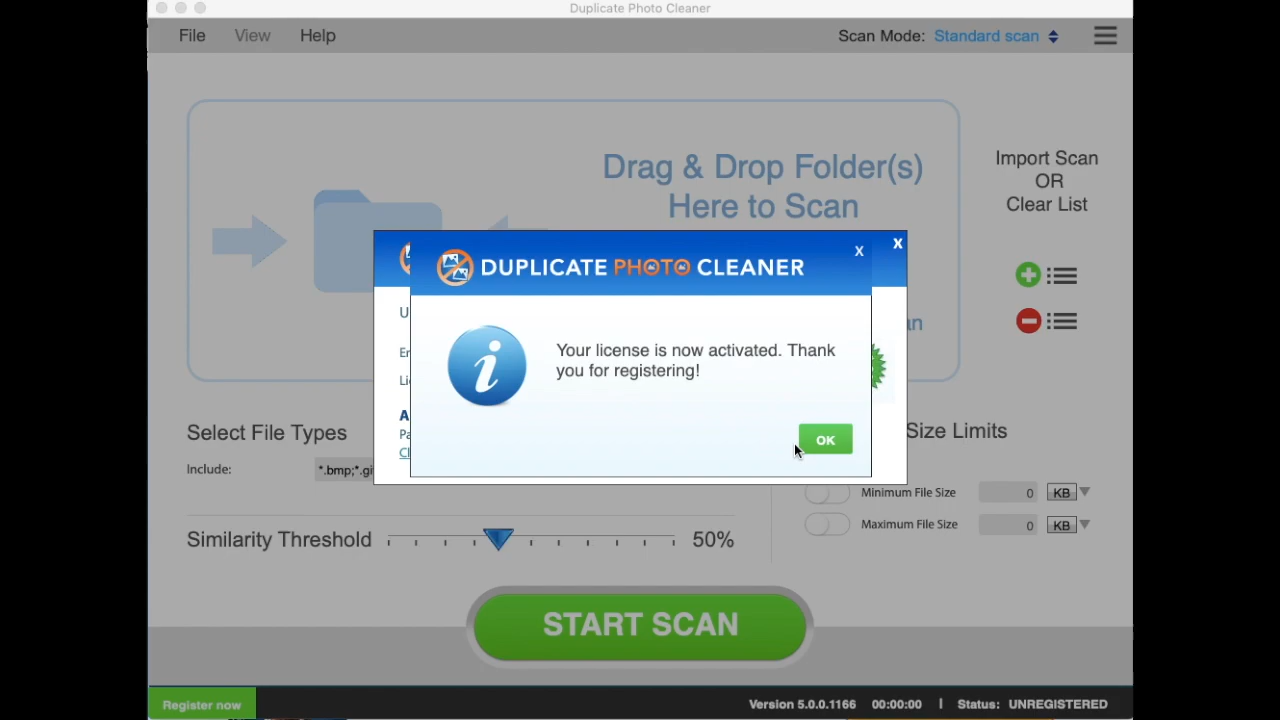 Duplicate Photo Cleaner
File View Help
Scan Mode: Standard scan
Drag & Drop Folder(s)
Here to Scan
Import Scan
OR
Clear List
X
DUPLICATE PHOTO CLEANER
X
Your license is now activated. Thank
you for registering!
OK
Select File Types
Include:
*.bmp;*.gi
Size Limits
Minimum File Size 0 KB
Maximum File Size 0 KB
Similarity Threshold 50%
START SCAN
Register now
Version 5.0.0.1166 00:00:00 | Status: UNREGISTERED